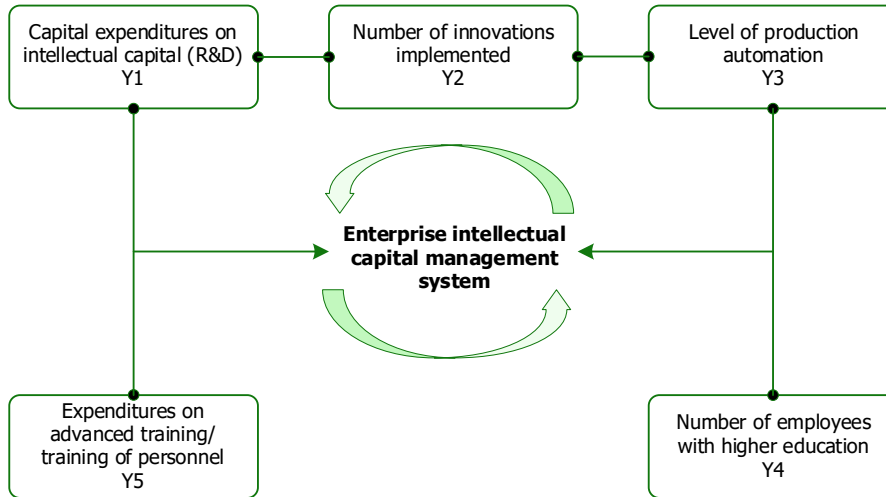 Capital expenditures on
intellectual capital (R&D)
Y1
Number of innovations
implemented
Y2
Level of production
automation
Y3
Enterprise intellectual
capital management
system
Expenditures on
advanced training/
training of personnel
Y5
Number of employees
with higher education
Y4